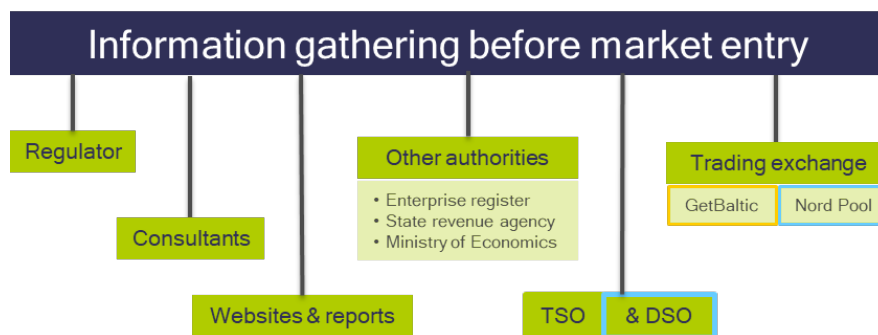 Information gathering before market entry
Regulator
Consultants
Websites & reports
Other authorities
• Enterprise register
• State revenue agency
• Ministry of Economics
TSO & DSO
Trading exchange
GetBaltic
Nord Pool